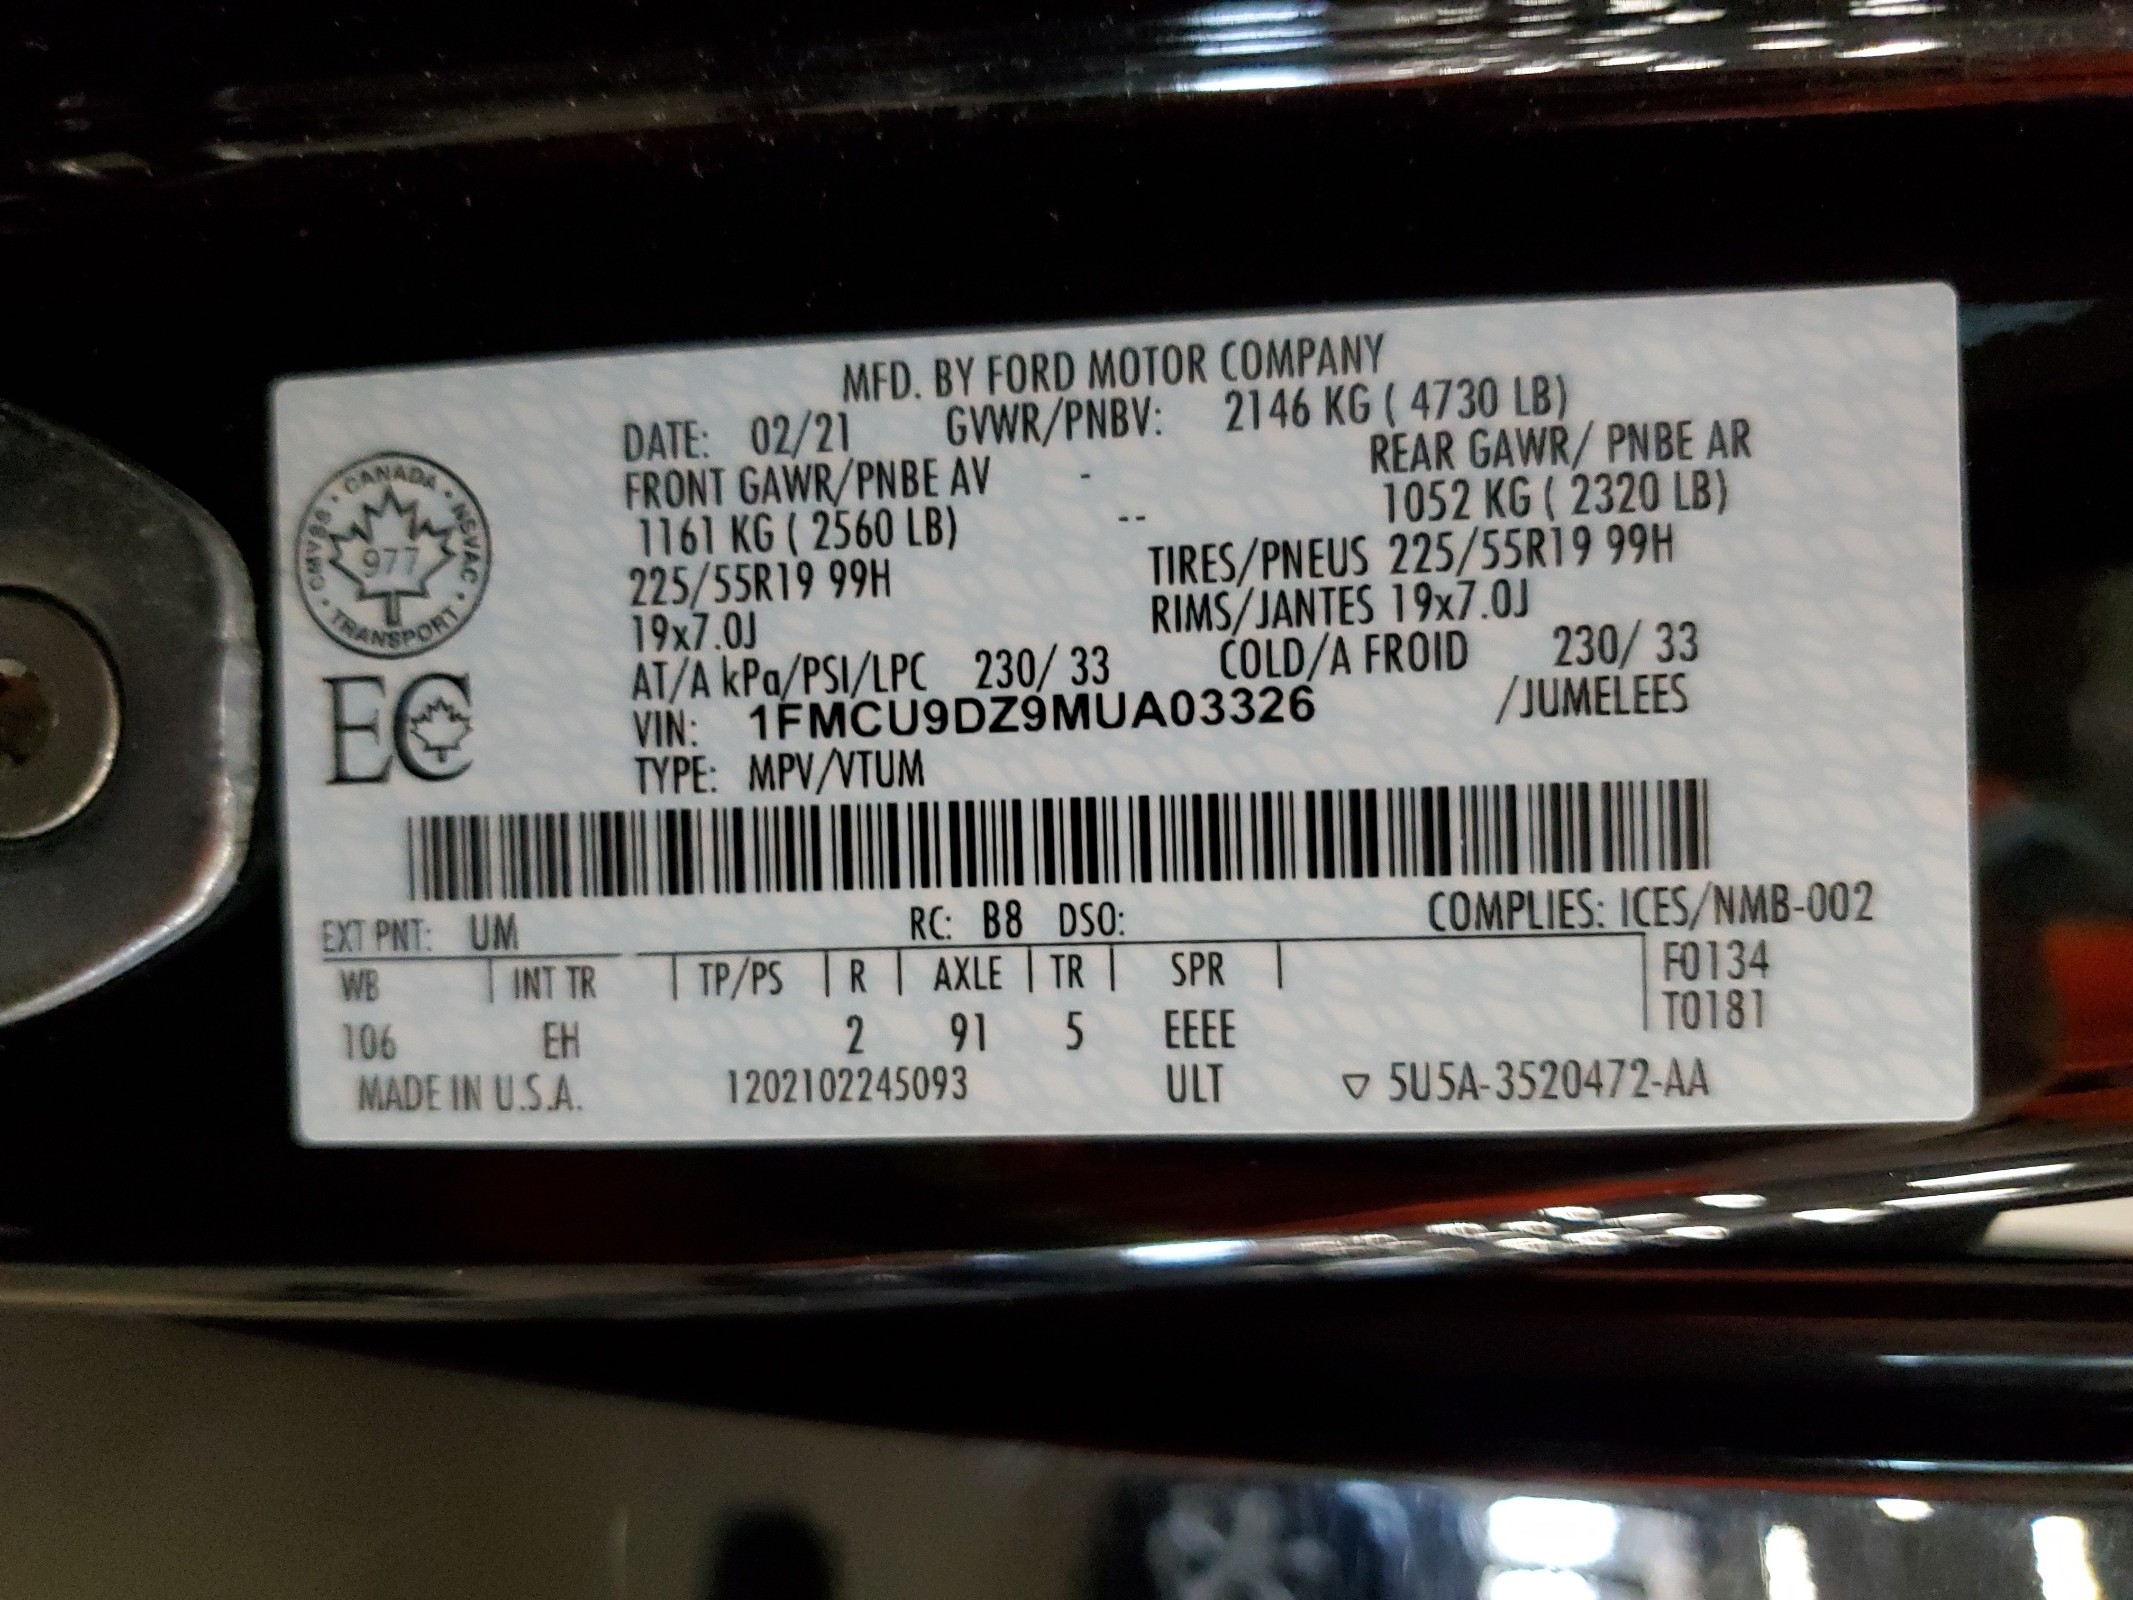 MFD. BY FORD MOTOR COMPANY
DATE: 02/21 GVWR/PNBV: 2146 KG ( 4730 LB)
FRONT GAWR/PNBE AV - REAR GAWR/ PNBE AR
1161 KG ( 2560 LB) -- 1052 KG ( 2320 LB)
225/55R19 99H TIRES/PNEUS 225/55R19 99H
19x7.0J RIMS/JANTES 19x7.0J
AT/A kPa/PSI/LPC 230/ 33 COLD/A FROID 230/ 33
VIN: 1FMCU9DZ9MUA03326 /JUMELEES
TYPE: MPV/VTUM
CANADA • NSVAC • TRANSPORT • CMVSS •
977
EC
EXT PNT: UM RC: B8 DSO: COMPLIES: ICES/NMB-002
WB | INT TR | TP/PS | R | AXLE | TR | SPR | F0134
T0181
106 EH 2 91 5 EEEE
MADE IN U.S.A. 1202102245093 ULT ▽ 5U5A-3520472-AA